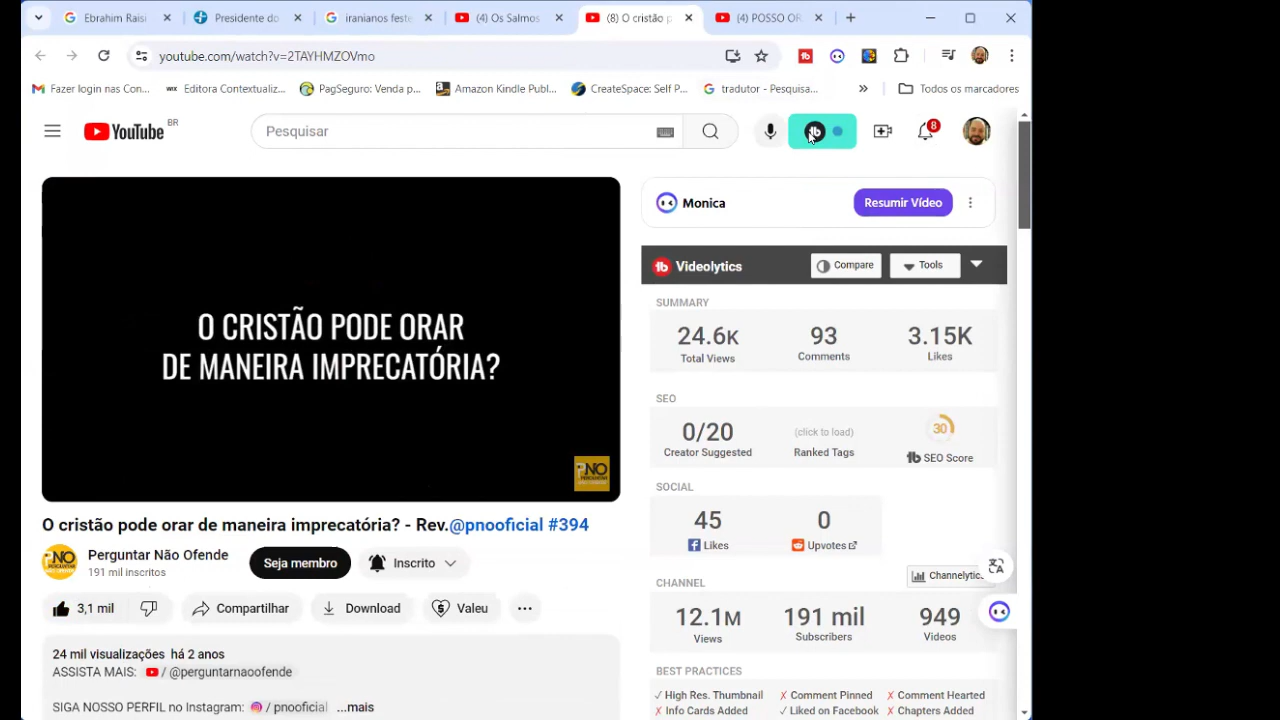 Ebrahim Raisi
Presidente do
iranianos feste
(4) Os Salmos
(8) O cristão p
(4) POSSO OR
youtube.com/watch?v=2TAYHMZOVmo
Fazer login nas Con...
WiX Editora Contextualiz...
PagSeguro: Venda p...
Amazon Kindle Publ...
CreateSpace: Self P...
tradutor - Pesquisa...
Todos os marcadores
YouTube BR
Pesquisar
8
O CRISTÃO PODE ORAR
DE MANEIRA IMPRECATÓRIA?
PNO
O cristão pode orar de maneira imprecatória? - Rev.@pnooficial #394
Perguntar Não Ofende
191 mil inscritos
Seja membro
Inscrito
3,1 mil
Compartilhar
Download
Valeu
24 mil visualizações há 2 anos
ASSISTA MAIS: / @perguntarnaoofende
SIGA NOSSO PERFIL no Instagram: / pnooficial ...mais
Monica
Resumir Vídeo
tb Videolytics
Compare
Tools
SUMMARY
24.6K 93 3.15K
Total Views Comments Likes
SEO
0/20 (click to load) 30
Creator Suggested Ranked Tags tb SEO Score
SOCIAL
45 0
Likes Upvotes
CHANNEL
Channelytic
12.1M 191 mil 949
Views Subscribers Videos
BEST PRACTICES
✓ High Res. Thumbnail ✗ Comment Pinned ✗ Comment Hearted
✗ Info Cards Added ✓ Liked on Facebook ✗ Chapters Added